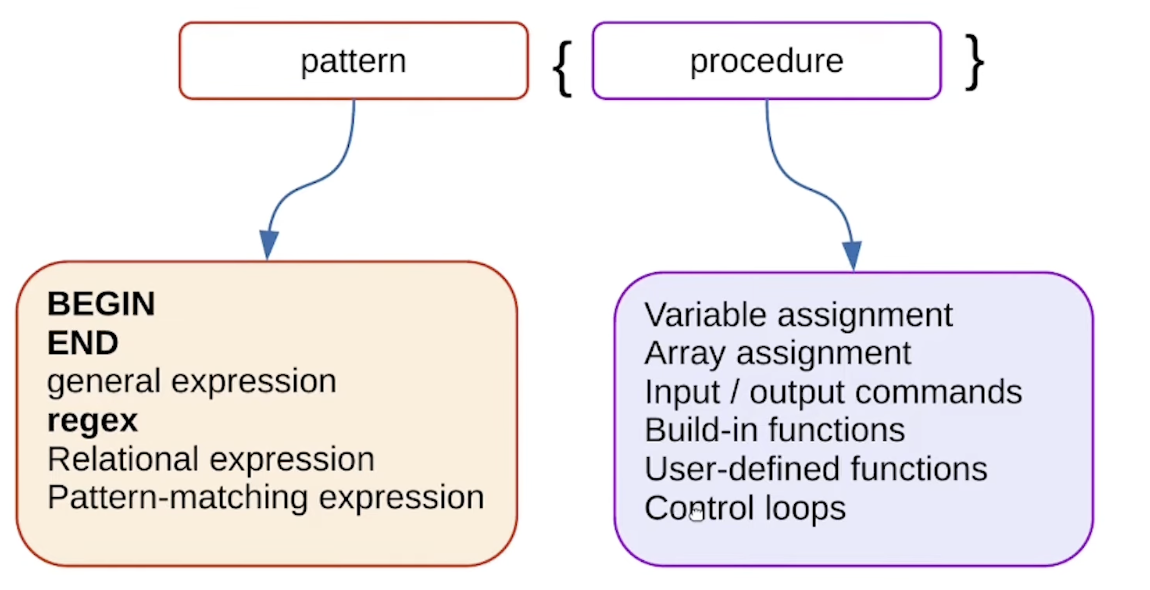 pattern { procedure }
BEGIN
END
general expression
regex
Relational expression
Pattern-matching expression
Variable assignment
Array assignment
Input / output commands
Build-in functions
User-defined functions
Control loops